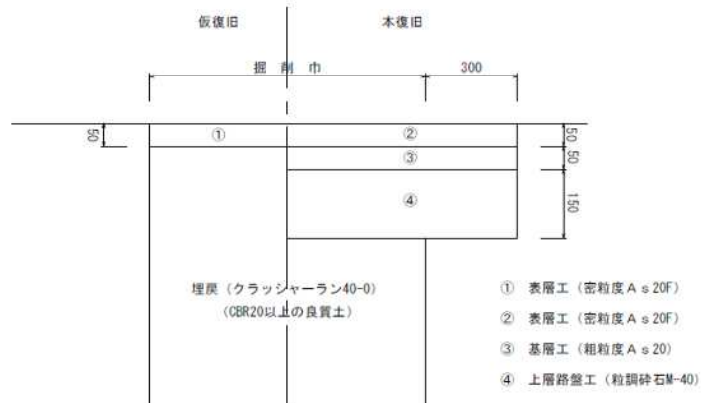 仮復旧
本復旧
掘削巾
300
50
①
②
50
③
50
④
150
埋戻（クラッシャーラン40-0）
（CBR20以上の良質土）
① 表層工（密粒度Ａｓ20F）
② 表層工（密粒度Ａｓ20F）
③ 基層工（粗粒度Ａｓ20）
④ 上層路盤工（粒調砕石M-40）